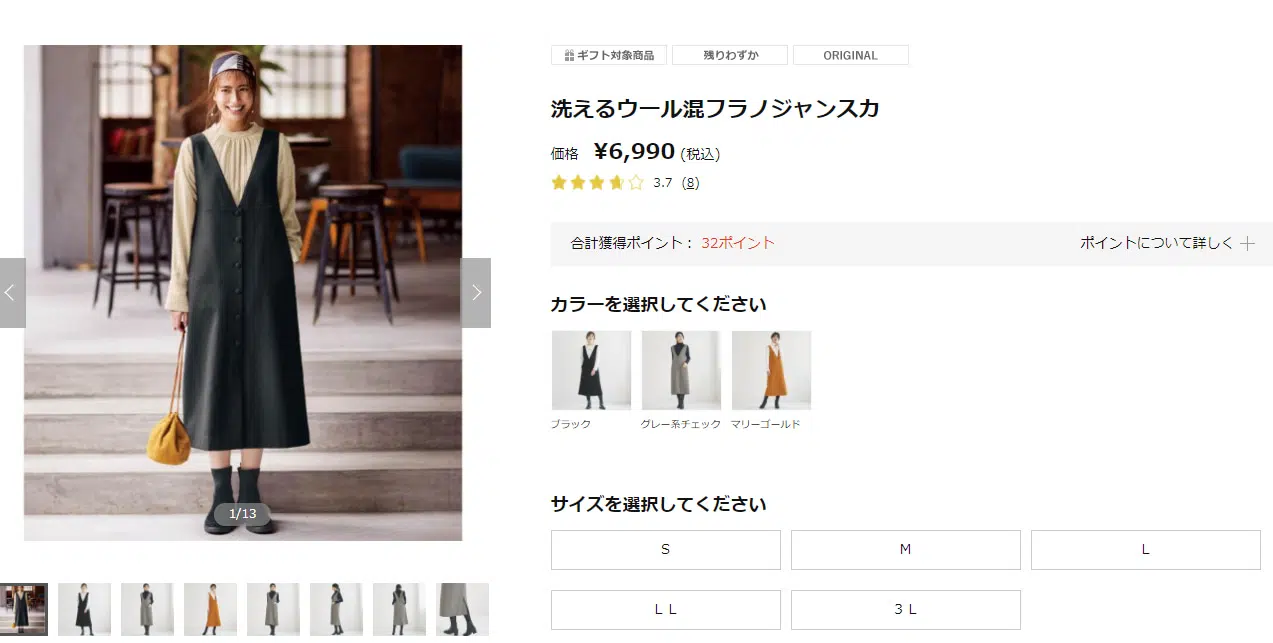 ギフト対象商品
残りわずか
ORIGINAL
洗えるウール混フラノジャンスカ
価格 ¥6,990 (税込)
3.7 (8)
合計獲得ポイント： 32ポイント
ポイントについて詳しく
カラーを選択してください
ブラック
グレー系チェック
マリーゴールド
1/13
サイズを選択してください
S
M
L
ＬＬ
３Ｌ